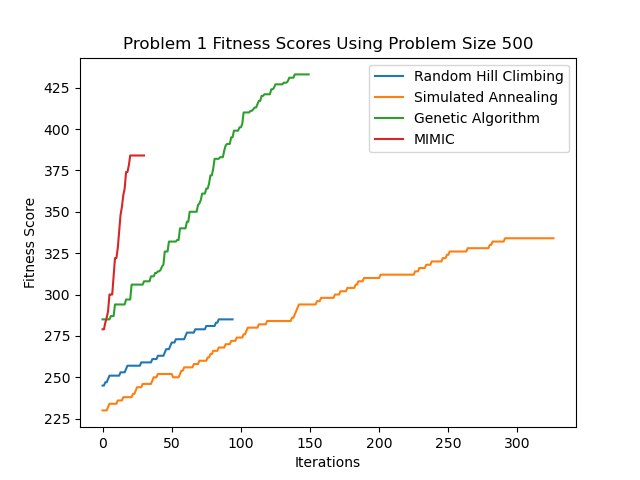 Problem 1 Fitness Scores Using Problem Size 500
Random Hill Climbing
Simulated Annealing
Genetic Algorithm
MIMIC
Fitness Score
425
400
375
350
325
300
275
250
225
0 50 100 150 200 250 300
Iterations